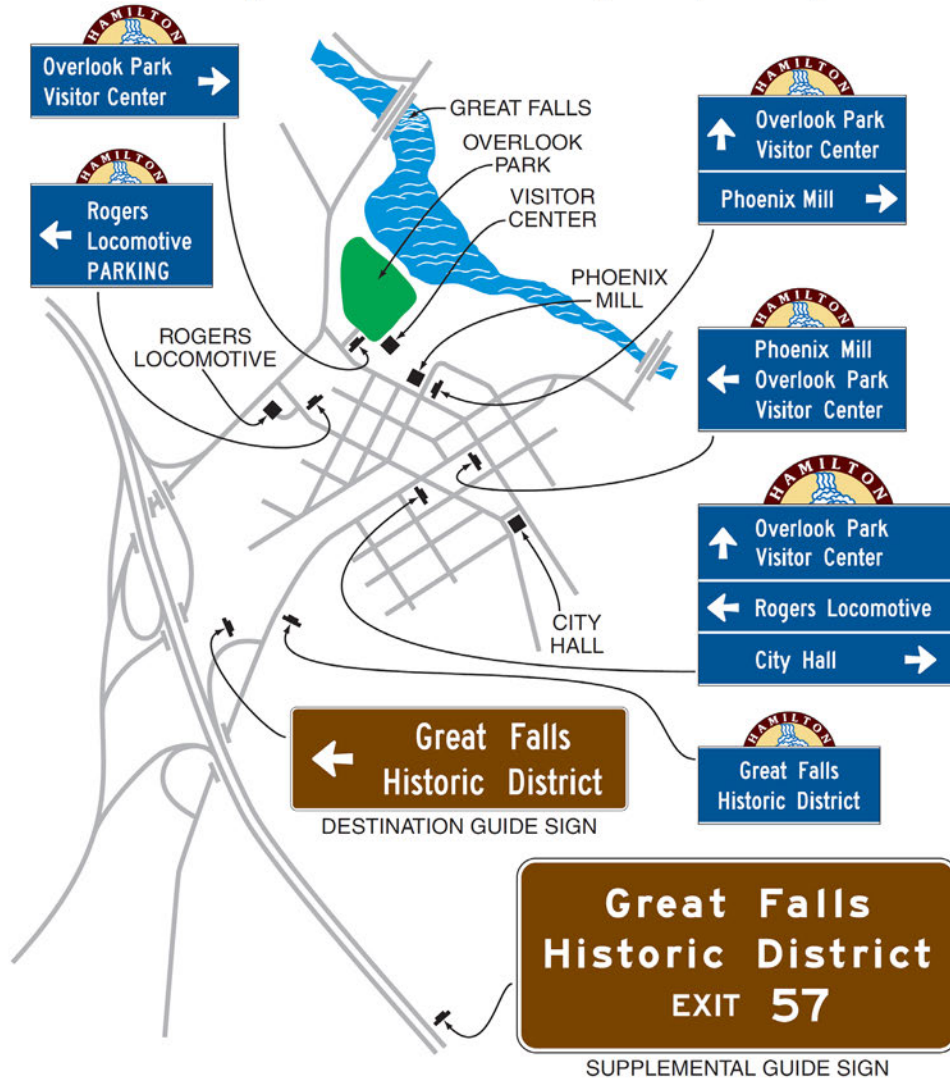 HAMILTON
Overlook Park
Visitor Center
HAMILTON
Rogers
Locomotive
PARKING
GREAT FALLS
OVERLOOK
PARK
VISITOR
CENTER
PHOENIX
MILL
ROGERS
LOCOMOTIVE
CITY
HALL
HAMILTON
Overlook Park
Visitor Center
Phoenix Mill
HAMILTON
Phoenix Mill
Overlook Park
Visitor Center
HAMILTON
Overlook Park
Visitor Center
Rogers Locomotive
City Hall
HAMILTON
Great Falls
Historic District
Great Falls
Historic District
DESTINATION GUIDE SIGN
Great Falls
Historic District
EXIT 57
SUPPLEMENTAL GUIDE SIGN